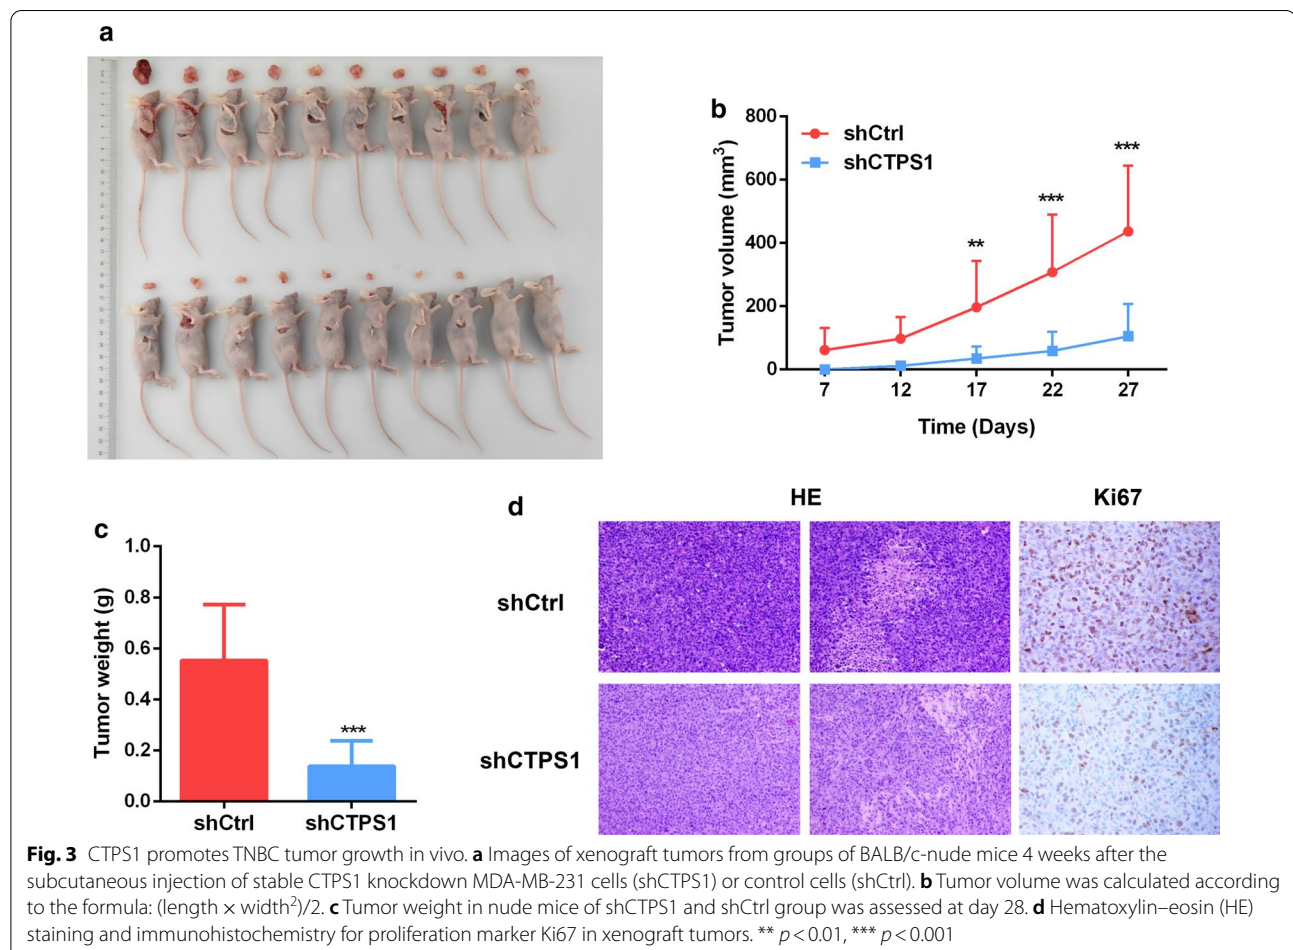 a
b
800
600
400
200
0
Tumor volume (mm³)
shCtrl
shCTPS1
**
***
***
7 12 17 22 27
Time (Days)
c
1.0
0.8
0.6
0.4
0.2
0.0
Tumor weight (g)
***
shCtrl shCTPS1
d
HE Ki67
shCtrl
shCTPS1
Fig. 3 CTPS1 promotes TNBC tumor growth in vivo. a Images of xenograft tumors from groups of BALB/c-nude mice 4 weeks after the
subcutaneous injection of stable CTPS1 knockdown MDA-MB-231 cells (shCTPS1) or control cells (shCtrl). b Tumor volume was calculated according
to the formula: (length × width²)/2. c Tumor weight in nude mice of shCTPS1 and shCtrl group was assessed at day 28. d Hematoxylin–eosin (HE)
staining and immunohistochemistry for proliferation marker Ki67 in xenograft tumors. ** p < 0.01, *** p < 0.001